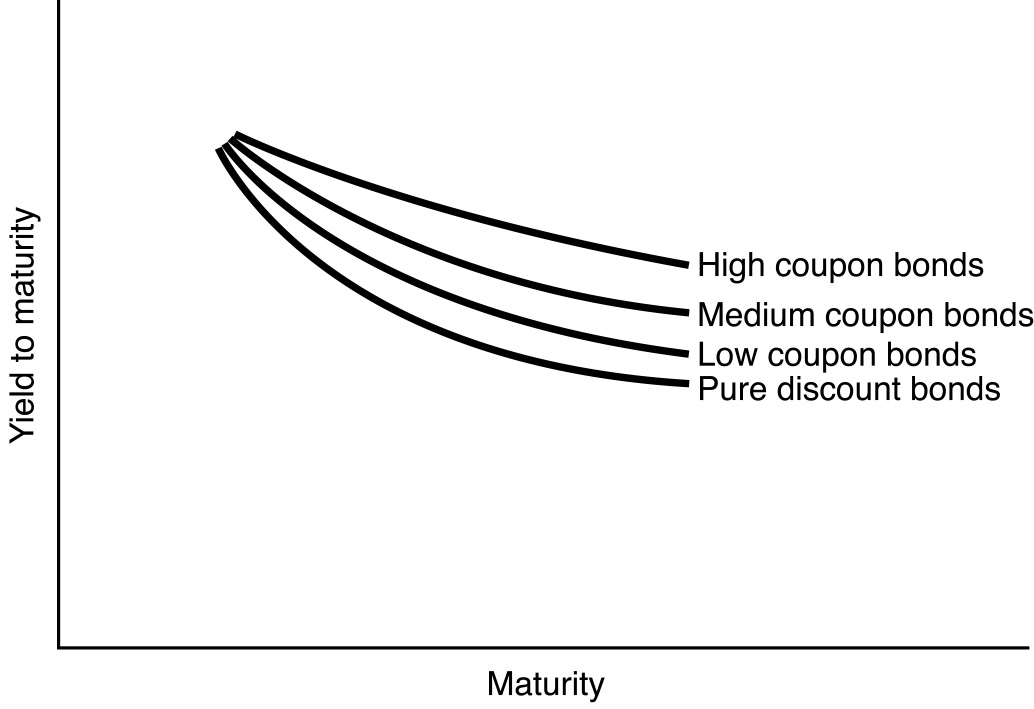 Yield to maturity
High coupon bonds
Medium coupon bonds
Low coupon bonds
Pure discount bonds
Maturity